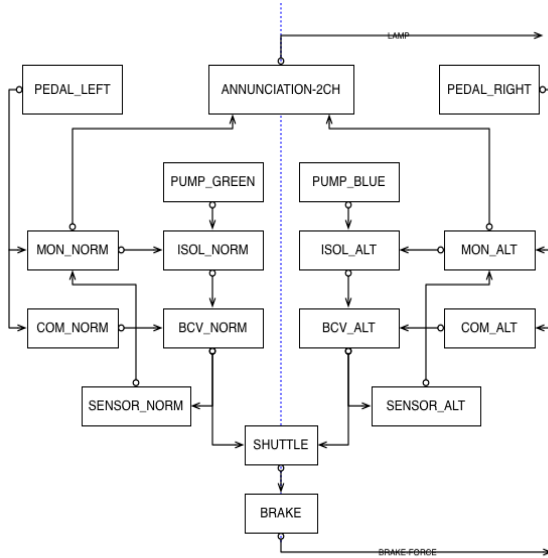 LAMP
PEDAL_LEFT
ANNUNCIATION-2CH
PEDAL_RIGHT
PUMP_GREEN
PUMP_BLUE
MON_NORM
ISOL_NORM
ISOL_ALT
MON_ALT
COM_NORM
BCV_NORM
BCV_ALT
COM_ALT
SENSOR_NORM
SENSOR_ALT
SHUTTLE
BRAKE
BRAKE-FORCE